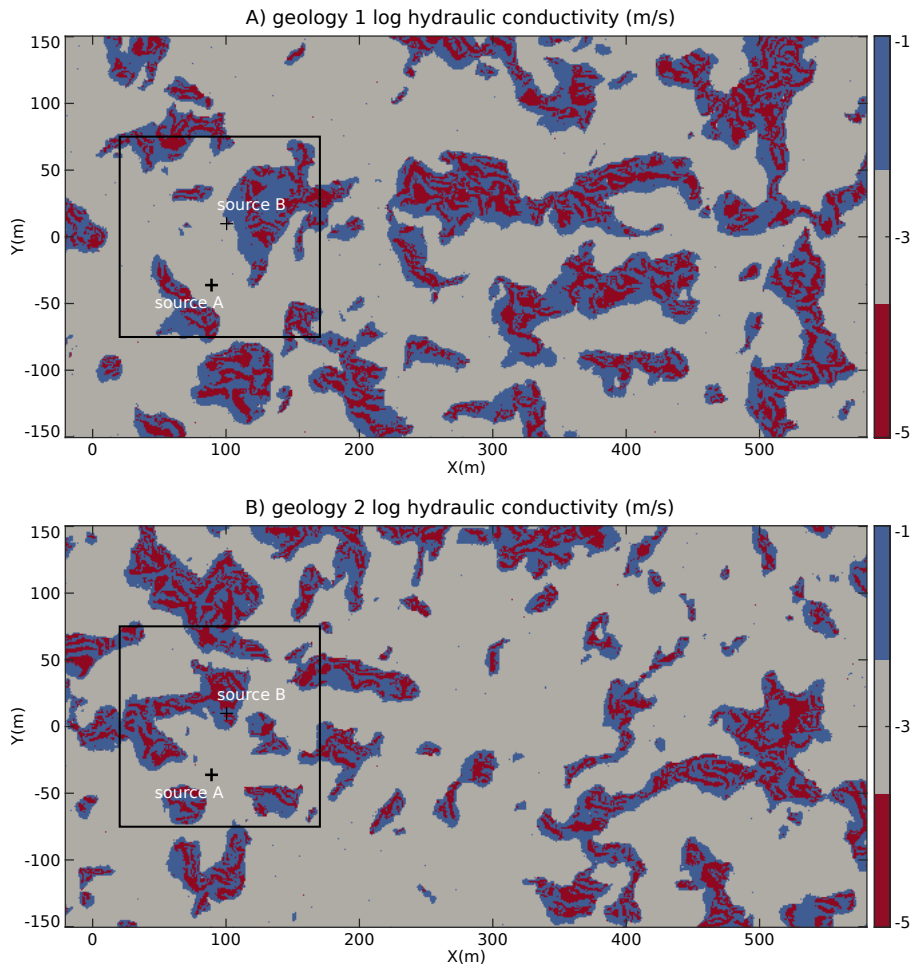 A) geology 1 log hydraulic conductivity (m/s)
150
100
50
0
-50
-100
-150
Y(m)
source B
source A
0 100 200 300 400 500
X(m)
-1
-3
-5
B) geology 2 log hydraulic conductivity (m/s)
150
100
50
0
-50
-100
-150
Y(m)
source B
source A
0 100 200 300 400 500
X(m)
-1
-3
-5